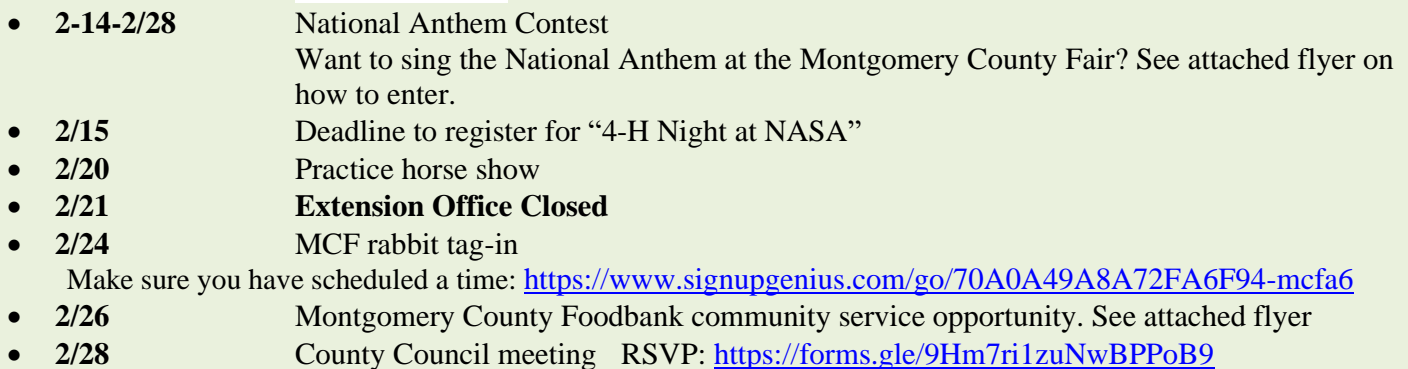 • 2-14-2/28 National Anthem Contest
Want to sing the National Anthem at the Montgomery County Fair? See attached flyer on
how to enter.
• 2/15 Deadline to register for “4-H Night at NASA”
• 2/20 Practice horse show
• 2/21 Extension Office Closed
• 2/24 MCF rabbit tag-in
Make sure you have scheduled a time: https://www.signupgenius.com/go/70A0A49A8A72FA6F94-mcfa6
• 2/26 Montgomery County Foodbank community service opportunity. See attached flyer
• 2/28 County Council meeting RSVP: https://forms.gle/9Hm7ri1zuNwBPPoB9